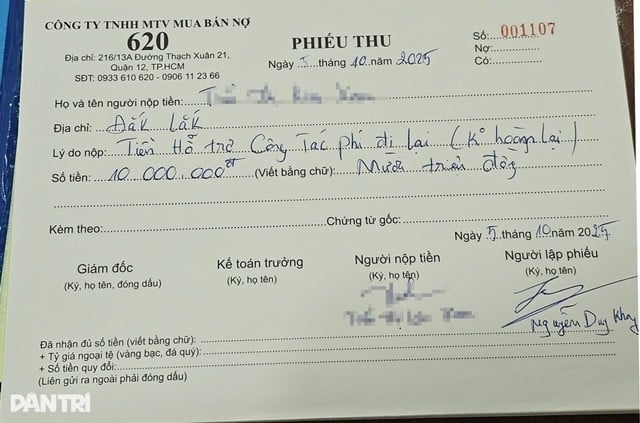 CÔNG TY TNHH MTV MUA BÁN NỢ
620
Địa chỉ: 216/13A Đường Thạch Xuân 21,
Quận 12, TP.HCM
SĐT: 0933 610 620 - 0906 11 23 66
PHIẾU THU
Ngày 5 tháng 10 năm 2025
Số: 001107
Nợ:
Có:
Họ và tên người nộp tiền:
Địa chỉ: Đắk Lắk
Lý do nộp: Tiền Hỗ trợ Công Tác phí đi lại (K° hoàn lại)
Số tiền: 10.000.000đ (Viết bằng chữ): Mười triệu đồng
Kèm theo: Chứng từ gốc:
Ngày 5 tháng 10 năm 2025
Giám đốc
(Ký, họ tên, đóng dấu)
Kế toán trưởng
(Ký, họ tên)
Người nộp tiền
(Ký, họ tên)
Người lập phiếu
(Ký, họ tên)
Nguyễn Duy
Đã nhận đủ số tiền (viết bằng chữ):
+ Tỷ giá ngoại tệ (vàng bạc, đá quý):
+ Số tiền quy đổi:
(Liên gửi ra ngoài phải đóng dấu)
DANTRI